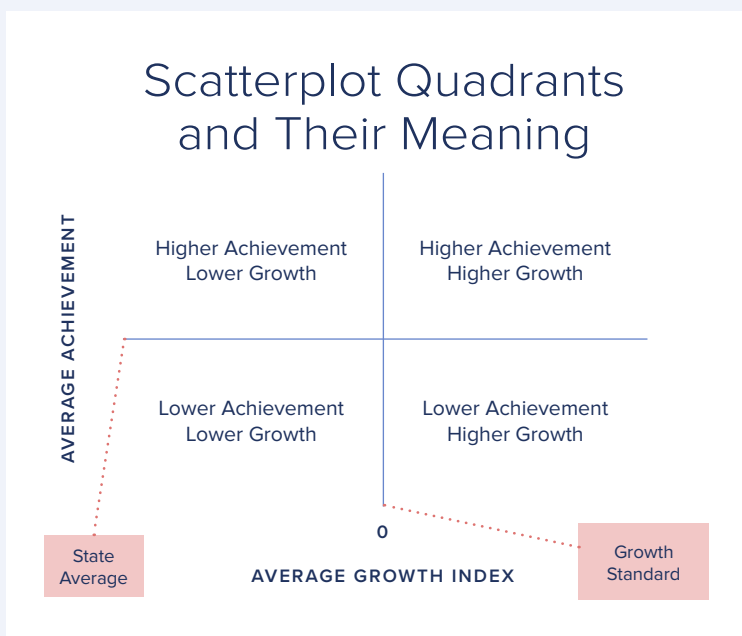 Scatterplot Quadrants
and Their Meaning
AVERAGE ACHIEVEMENT
Higher Achievement
Lower Growth
Higher Achievement
Higher Growth
Lower Achievement
Lower Growth
Lower Achievement
Higher Growth
0
State
Average
AVERAGE GROWTH INDEX
Growth
Standard